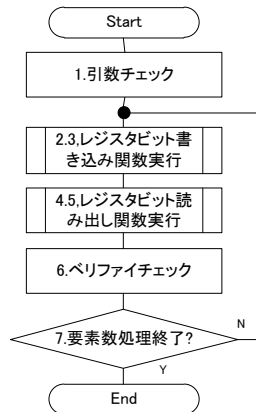 Start
1.引数チェック
2.3,レジスタビット書
き込み関数実行
4.5,レジスタビット読
み出し関数実行
6.ベリファイチェック
7.要素数処理終了?
N
Y
End